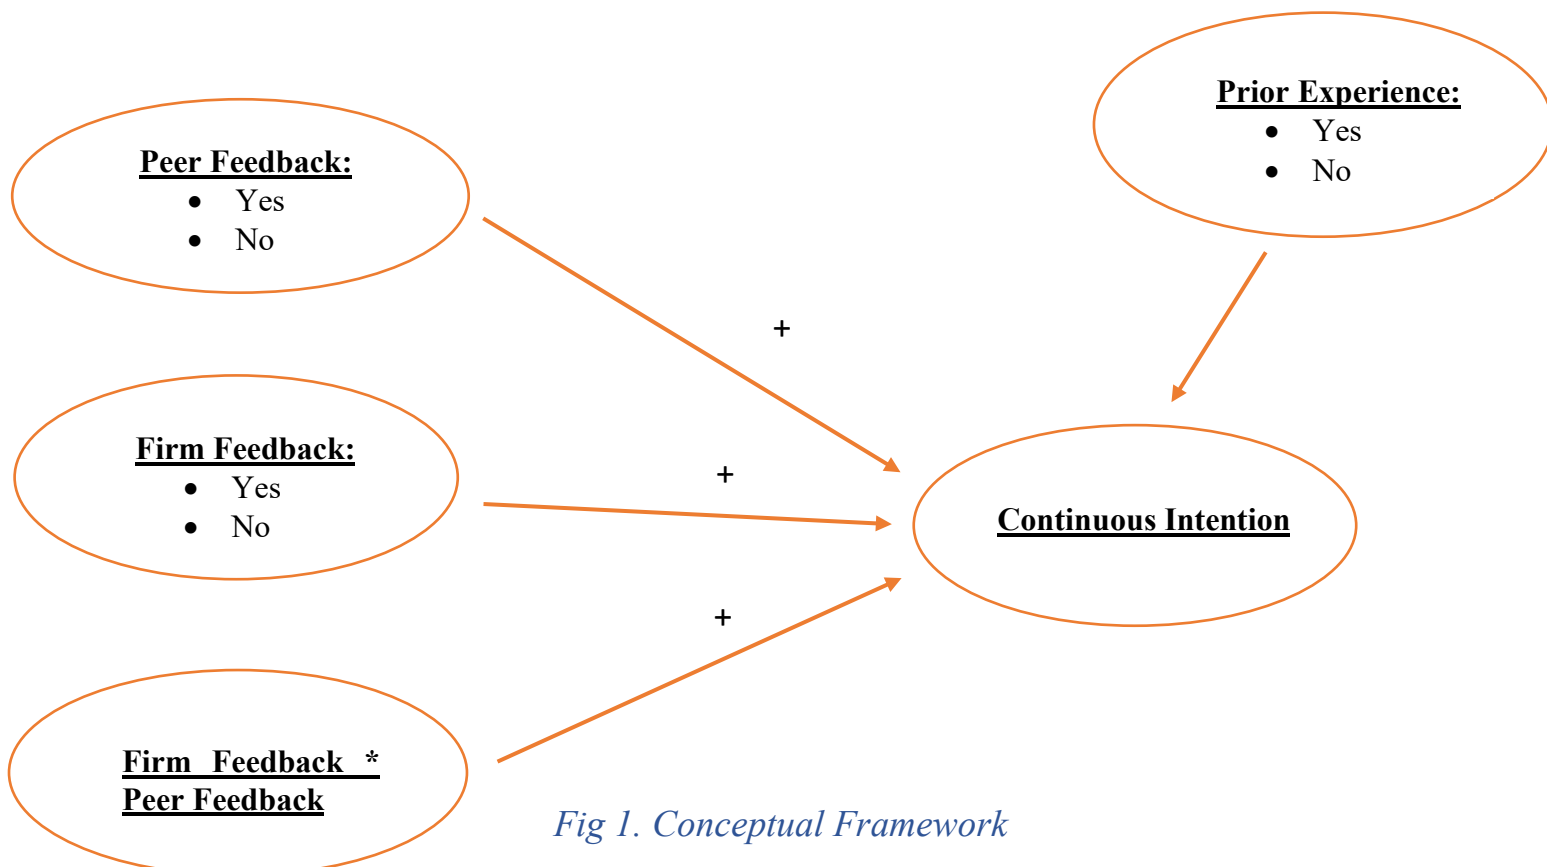 Peer Feedback:
• Yes
• No
Prior Experience:
• Yes
• No
+
Firm Feedback:
• Yes
• No
+
Continuous Intention
+
Firm Feedback *
Peer Feedback
Fig 1. Conceptual Framework